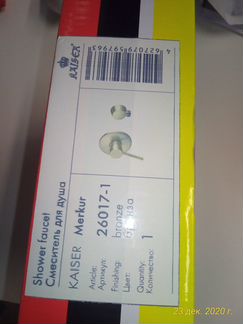 KAISER
4627079597963
Shower faucet
Смеситель для душа
KAISER Merkur
Article:
Артикул: 26017-1
Finishing: bronze
Цвет: бронза
Quantity:
Количество: 1
23 дек. 2020 г.